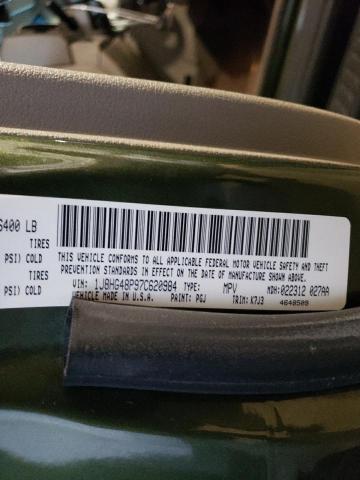 6400 LB
TIRES
PSI) COLD
TIRES
PSI) COLD
THIS VEHICLE CONFORMS TO ALL APPLICABLE FEDERAL MOTOR VEHICLE SAFETY AND THEFT
PREVENTION STANDARDS IN EFFECT ON THE DATE OF MANUFACTURE SHOWN ABOVE.
VIN: 1J8HG48P97C620984 TYPE: MPV MDH: 022312 027AA
VEHICLE MADE IN U.S.A. PAINT: PGJ TRIM: K7J3 4648509